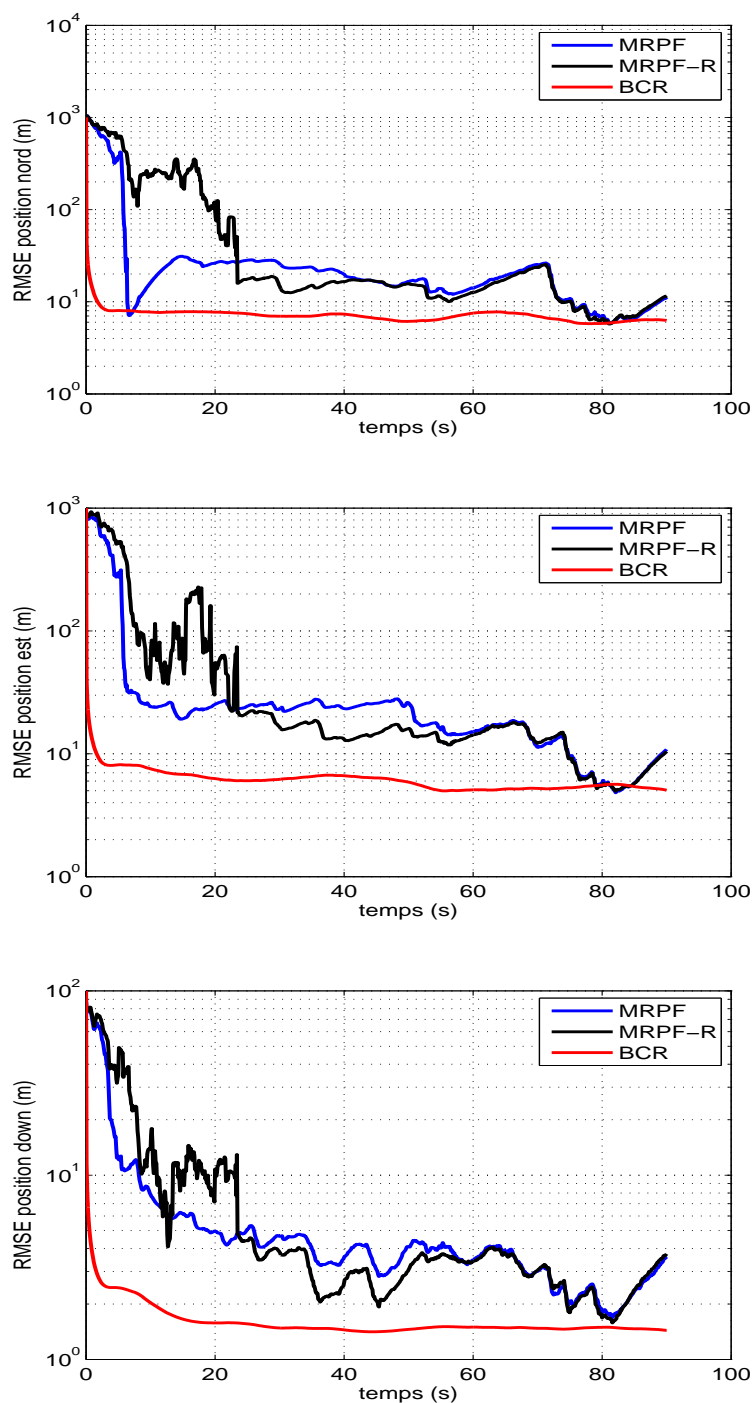 10^4
10^3
10^2
10^1
10^0
RMSE position nord (m)
MRPF
MRPF−R
BCR
0 20 40 60 80 100
temps (s)
10^3
10^2
10^1
10^0
RMSE position est (m)
MRPF
MRPF−R
BCR
0 20 40 60 80 100
temps (s)
10^2
10^1
10^0
RMSE position down (m)
MRPF
MRPF−R
BCR
0 20 40 60 80 100
temps (s)